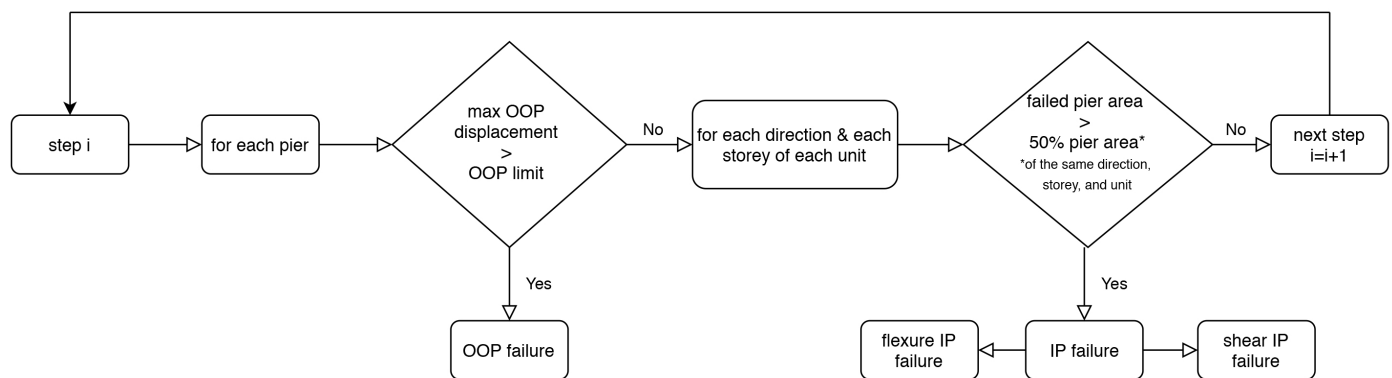 step i
for each pier
max OOP
displacement
>
OOP limit
No
Yes
OOP failure
for each direction & each
storey of each unit
failed pier area
>
50% pier area*
*of the same direction,
storey, and unit
No
next step
i=i+1
Yes
flexure IP
failure
IP failure
shear IP
failure